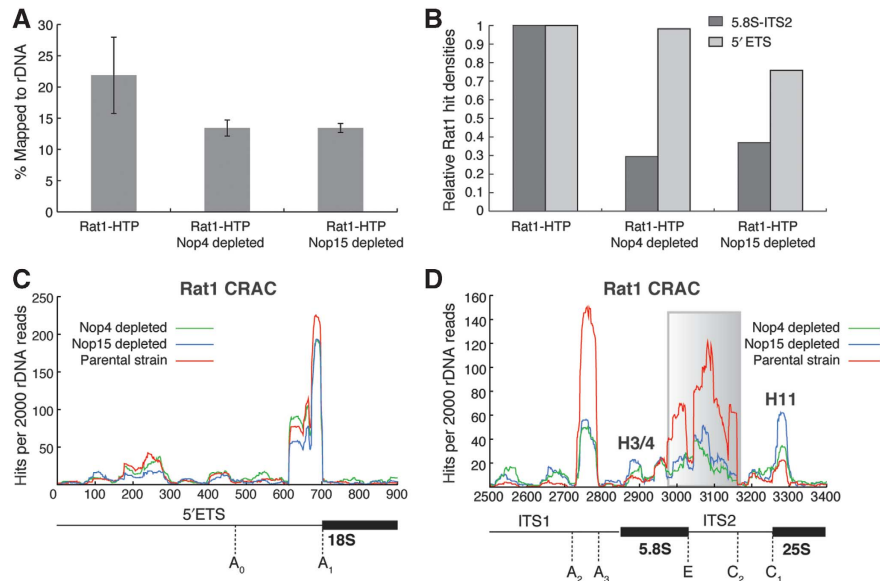 A
% Mapped to rDNA
30
25
20
15
10
5
0
Rat1-HTP
Rat1-HTP
Nop4 depleted
Rat1-HTP
Nop15 depleted
B
Relative Rat1 hit densities
1
0.9
0.8
0.7
0.6
0.5
0.4
0.3
0.2
0.1
0
5.8S-ITS2
5′ ETS
Rat1-HTP
Rat1-HTP
Nop4 depleted
Rat1-HTP
Nop15 depleted
C
Rat1 CRAC
Hits per 2000 rDNA reads
250
200
150
100
50
Nop4 depleted
Nop15 depleted
Parental strain
0 100 200 300 400 500 600 700 800 900
5′ETS
18S
A0 A1
D
Rat1 CRAC
Hits per 2000 rDNA reads
160
140
120
100
80
60
40
20
Nop4 depleted
Nop15 depleted
Parental strain
H3/4
H11
2500 2600 2700 2800 2900 3000 3100 3200 3300 3400
ITS1 5.8S ITS2 25S
A2 A3 E C2 C1